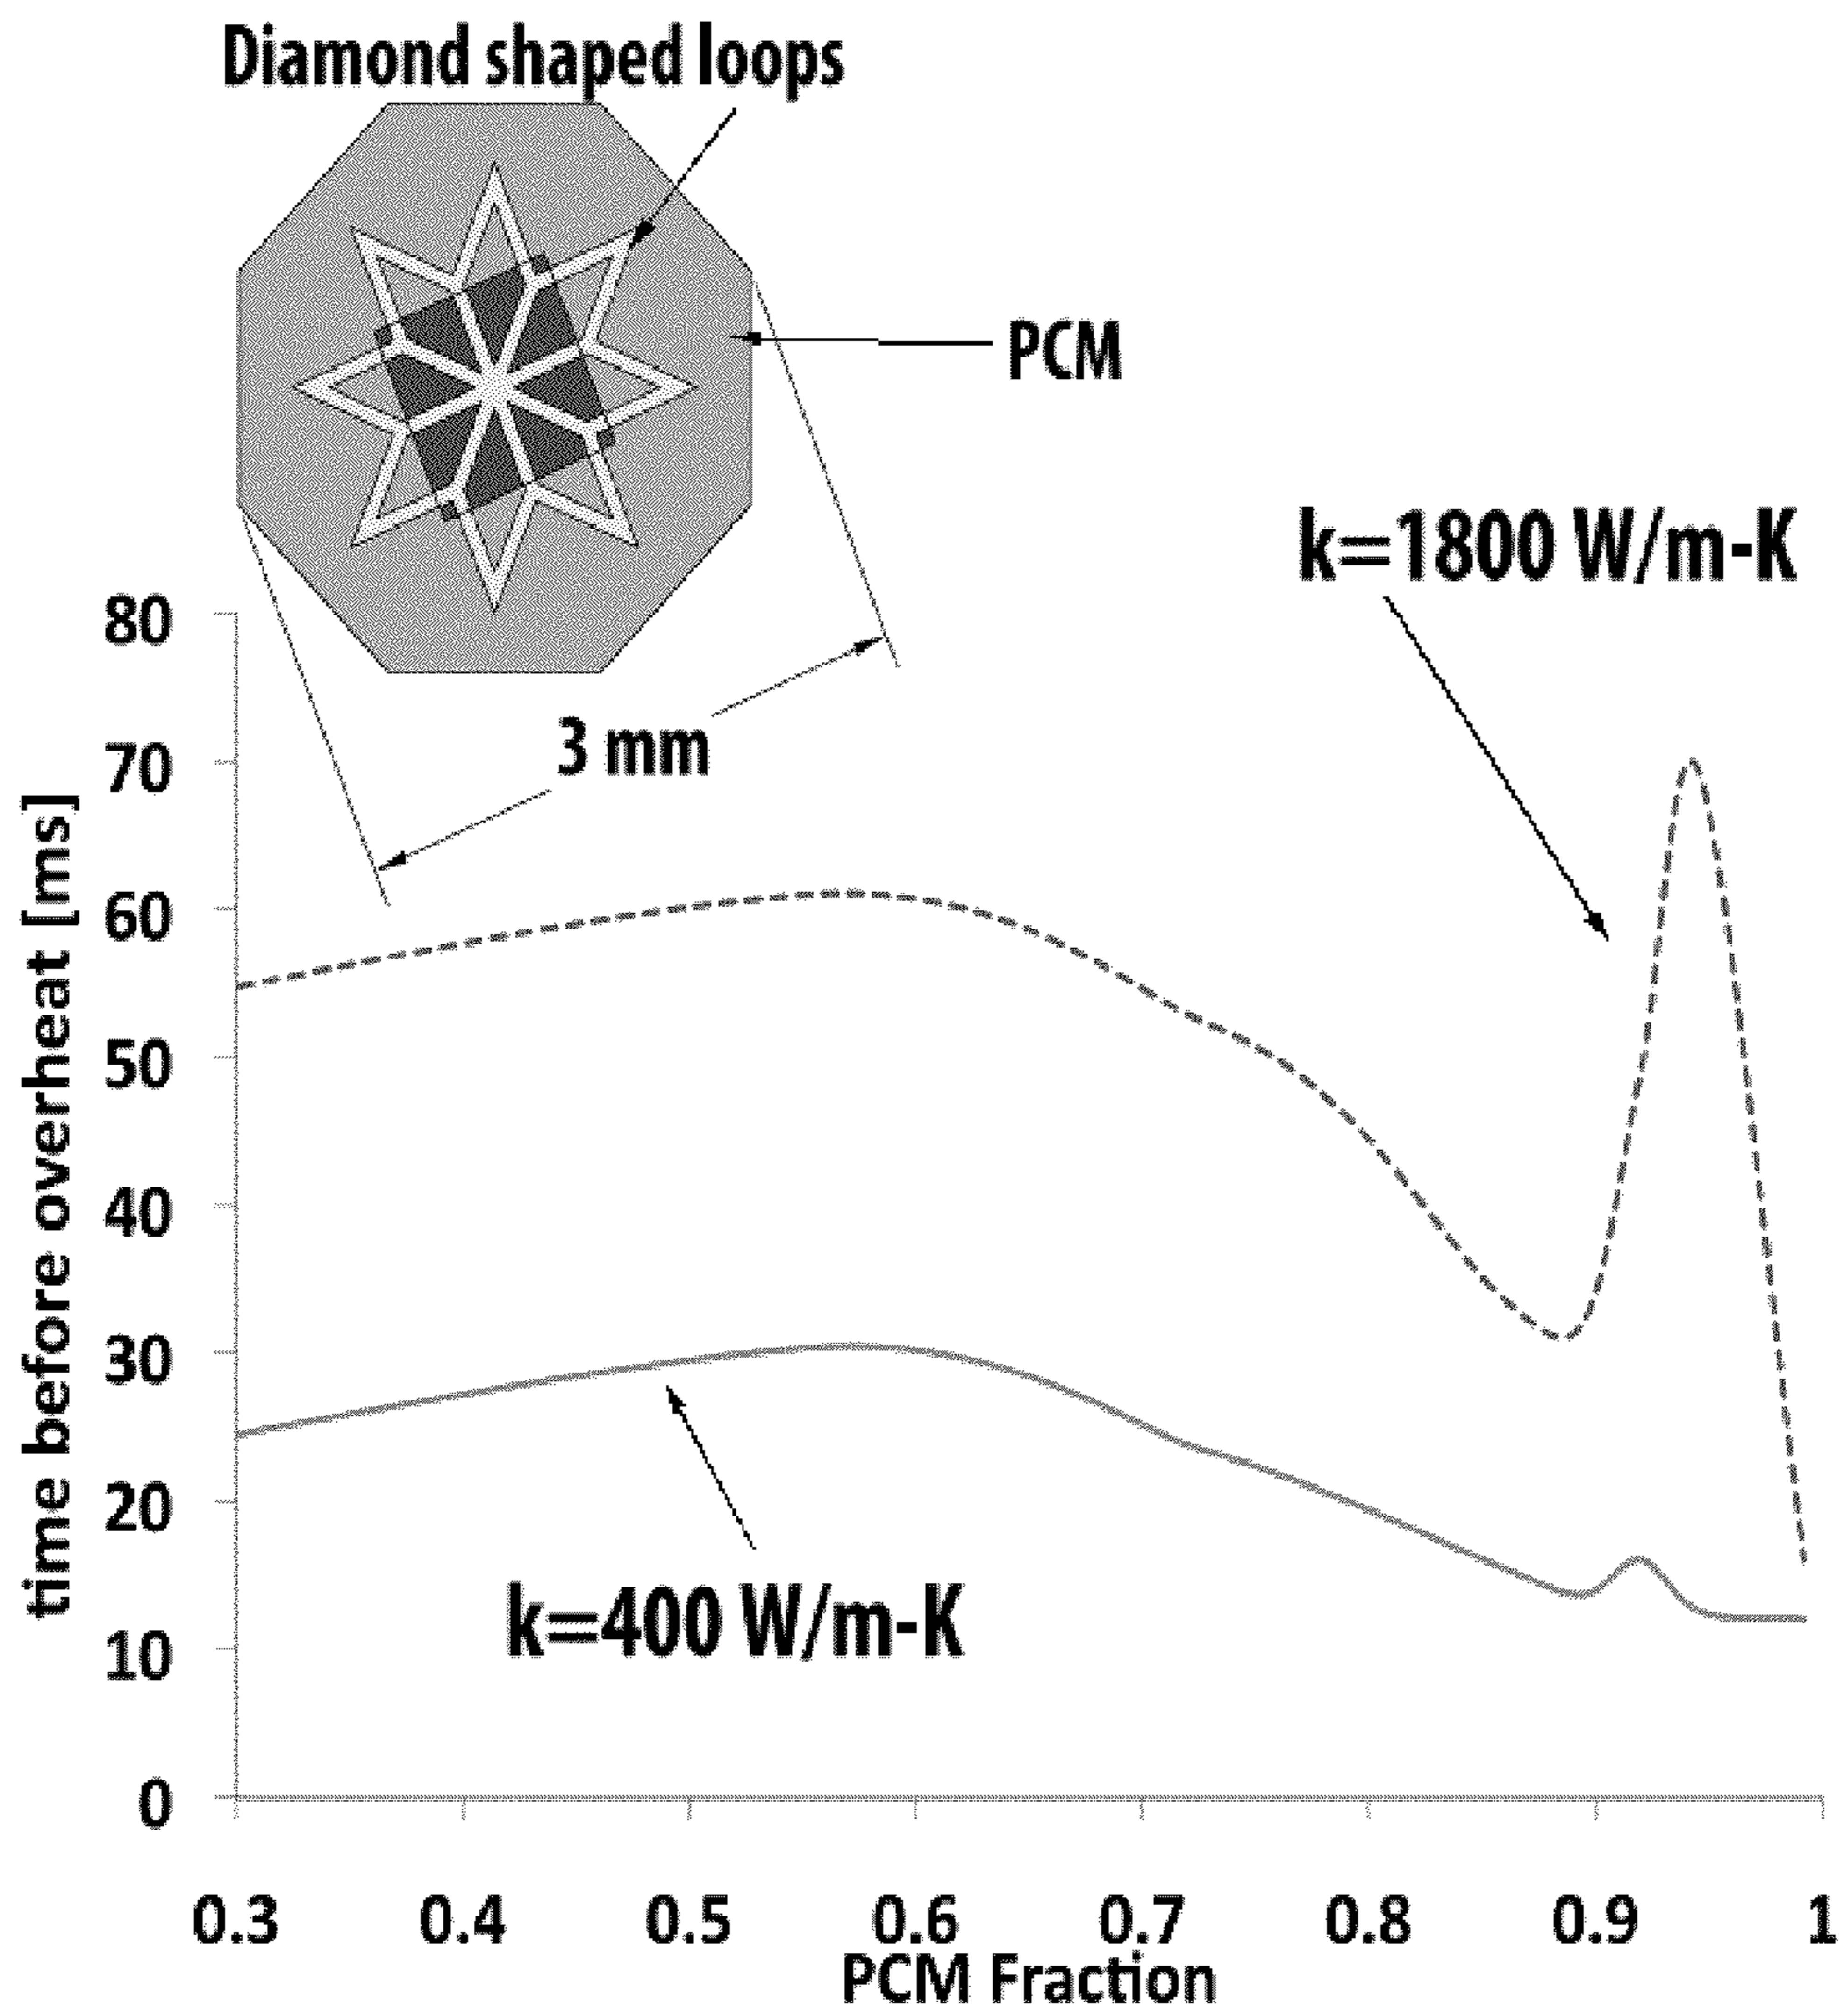 Diamond shaped loops
PCM
k=1800 W/m-K
3 mm
80
70
60
50
40
30
20
10
0
time before overheat [ms]
k=400 W/m-K
0.3 0.4 0.5 0.6 0.7 0.8 0.9 1
PCM Fraction